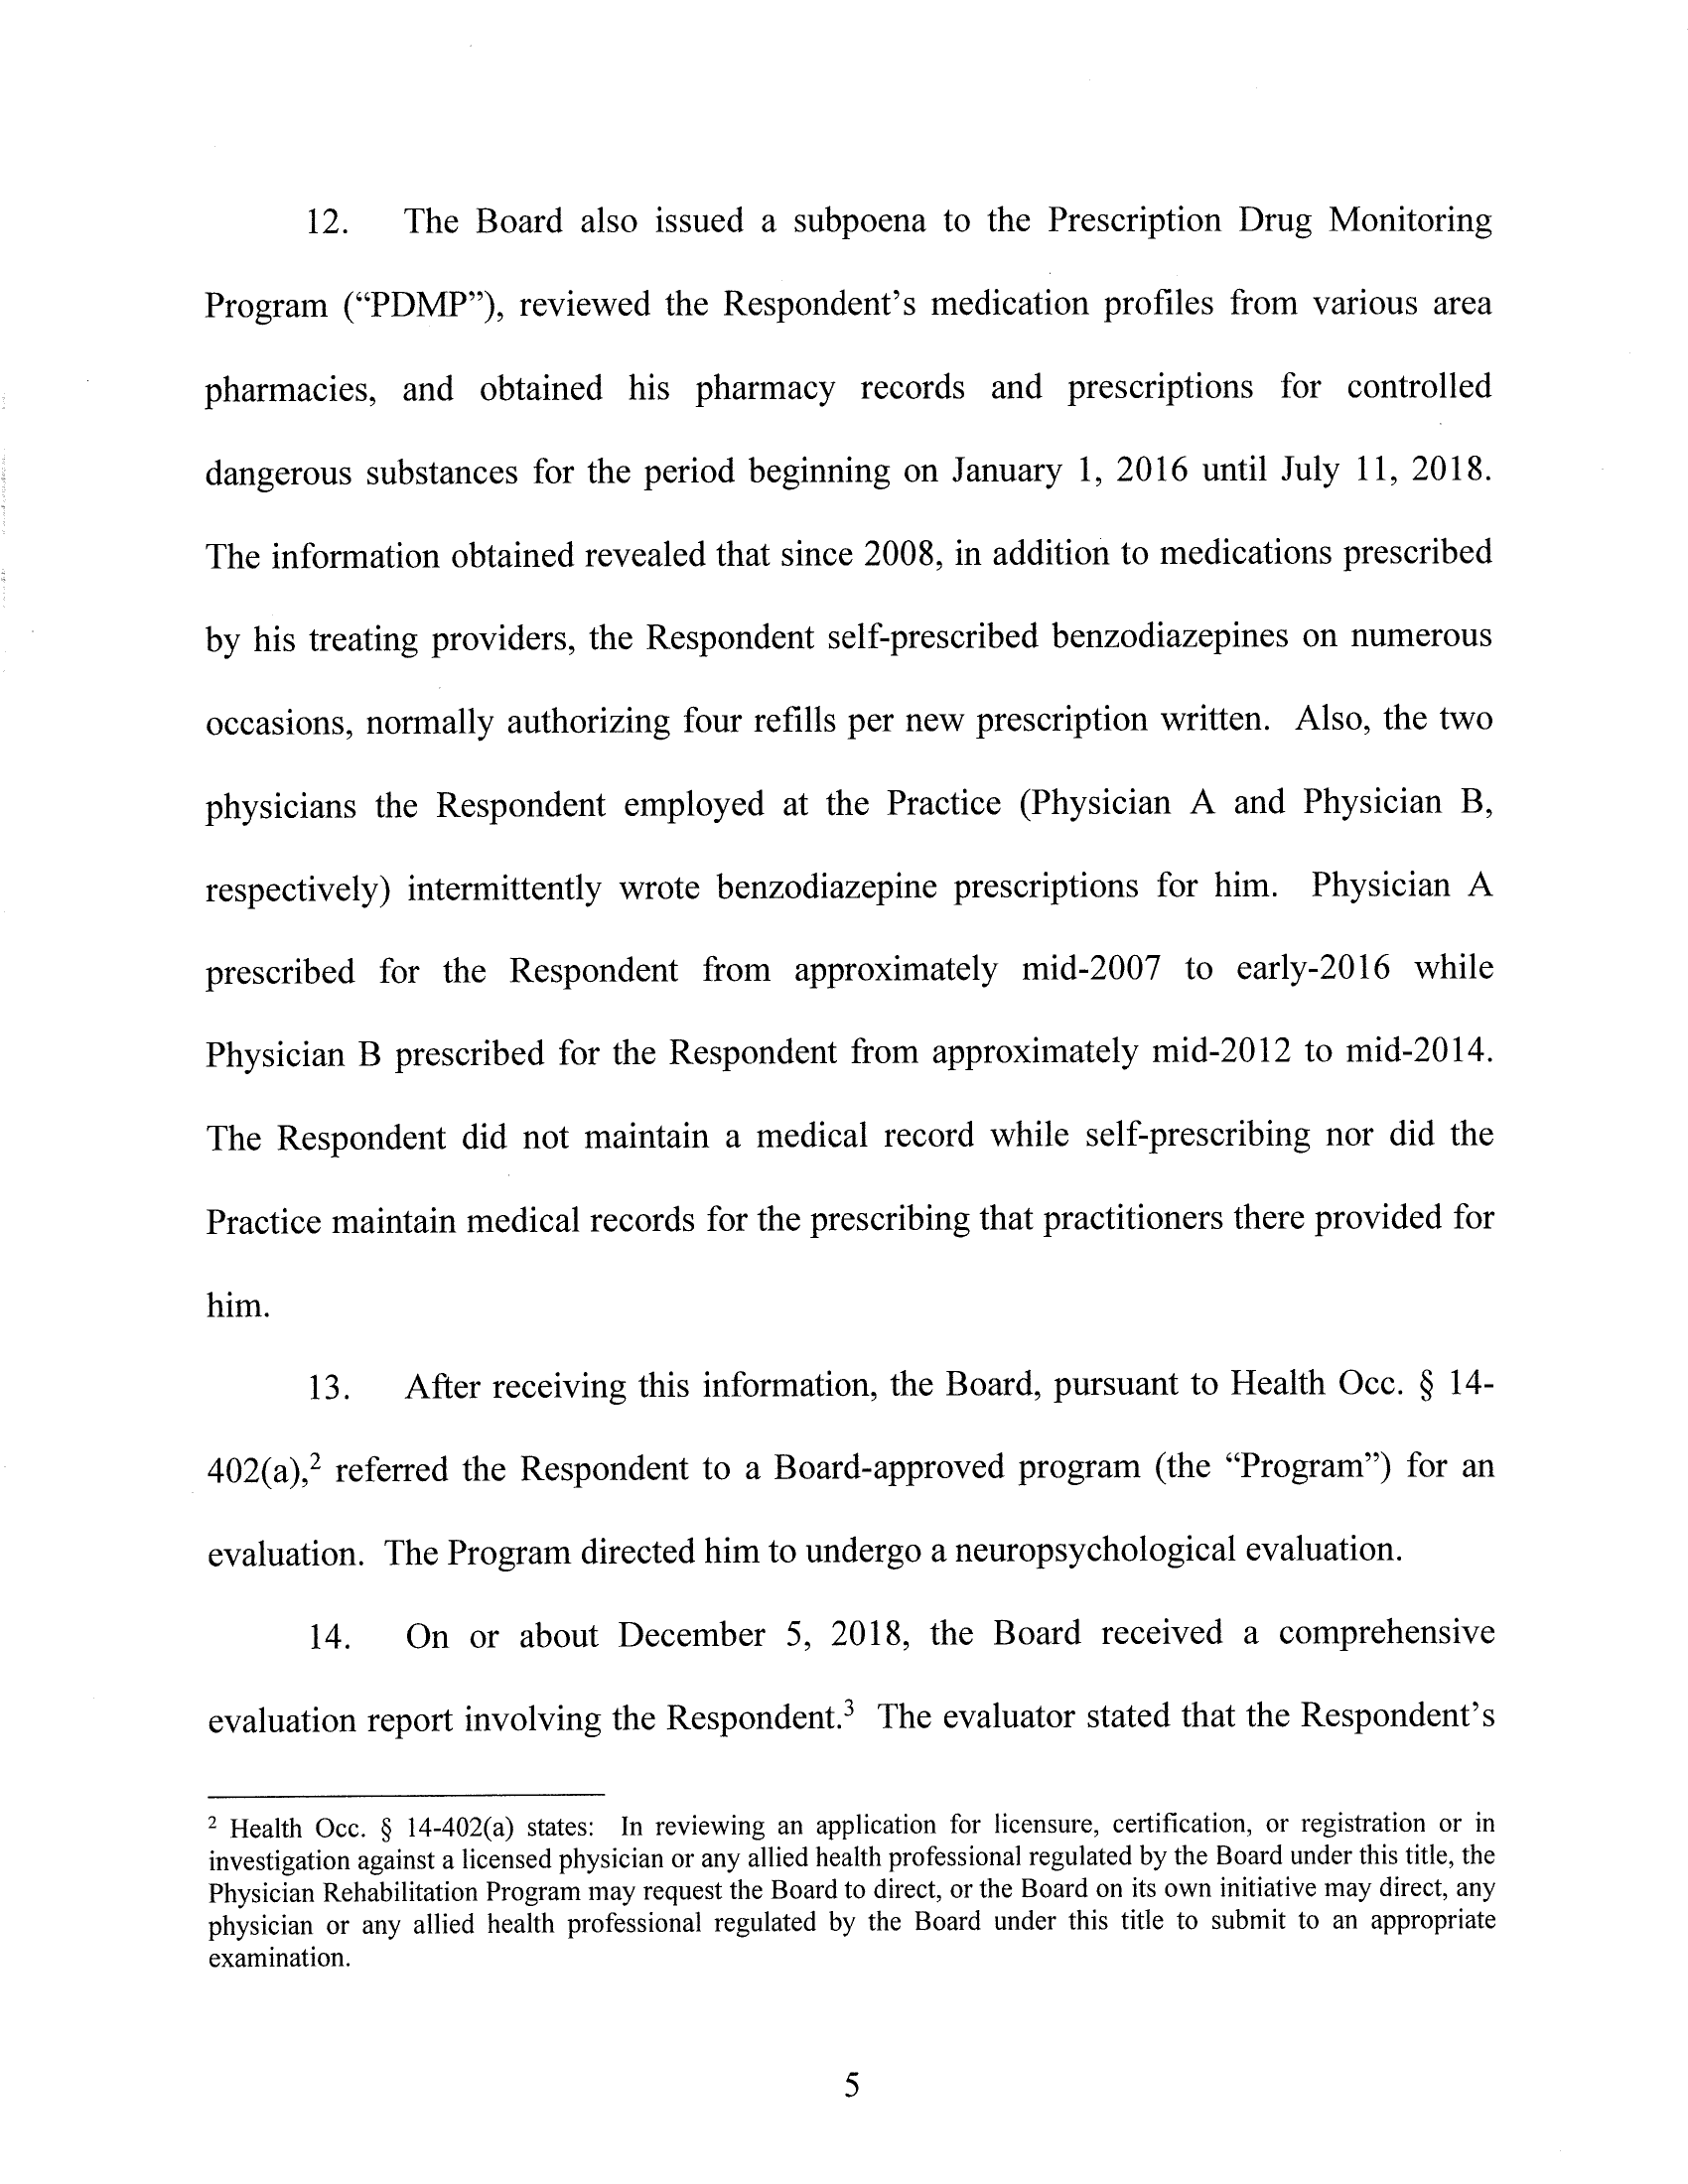 12. The Board also issued a subpoena to the Prescription Drug Monitoring
Program (“PDMP”), reviewed the Respondent’s medication profiles from various area
pharmacies, and obtained his pharmacy records and prescriptions for controlled
dangerous substances for the period beginning on January 1, 2016 until July 11, 2018.
The information obtained revealed that since 2008, in addition to medications prescribed
by his treating providers, the Respondent self-prescribed benzodiazepines on numerous
occasions, normally authorizing four refills per new prescription written. Also, the two
physicians the Respondent employed at the Practice (Physician A and Physician B,
respectively) intermittently wrote benzodiazepine prescriptions for him. Physician A
prescribed for the Respondent from approximately mid-2007 to early-2016 while
Physician B prescribed for the Respondent from approximately mid-2012 to mid-2014.
The Respondent did not maintain a medical record while self-prescribing nor did the
Practice maintain medical records for the prescribing that practitioners there provided for
him.
13. After receiving this information, the Board, pursuant to Health Occ. § 14-
402(a),² referred the Respondent to a Board-approved program (the “Program”) for an
evaluation. The Program directed him to undergo a neuropsychological evaluation.
14. On or about December 5, 2018, the Board received a comprehensive
evaluation report involving the Respondent.³ The evaluator stated that the Respondent’s
² Health Occ. § 14-402(a) states: In reviewing an application for licensure, certification, or registration or in
investigation against a licensed physician or any allied health professional regulated by the Board under this title, the
Physician Rehabilitation Program may request the Board to direct, or the Board on its own initiative may direct, any
physician or any allied health professional regulated by the Board under this title to submit to an appropriate
examination.
5